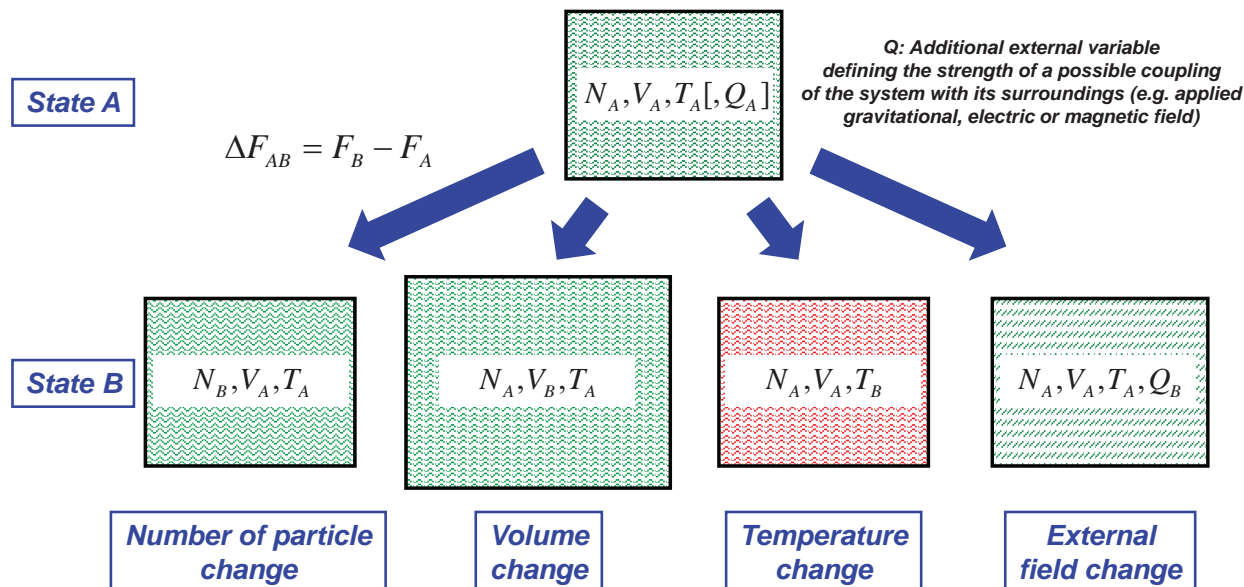 Q: Additional external variable
defining the strength of a possible coupling
of the system with its surroundings (e.g. applied
gravitational, electric or magnetic field)
State A
N_A,V_A,T_A[,Q_A]
ΔF_AB = F_B − F_A
State B
N_B,V_A,T_A
N_A,V_B,T_A
N_A,V_A,T_B
N_A,V_A,T_A,Q_B
Number of particle
change
Volume
change
Temperature
change
External
field change